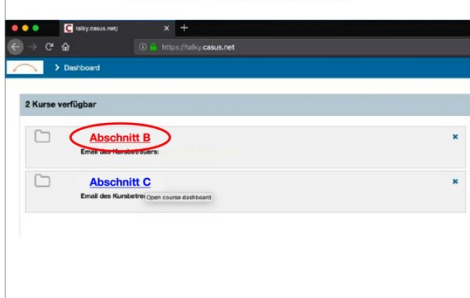 talky.casus.net/
https://talky.casus.net
> Dashboard
2 Kurse verfügbar
Abschnitt B
Email des Kursbetreuers:
Abschnitt C
Email des Kursbetreu
Open course dashboard